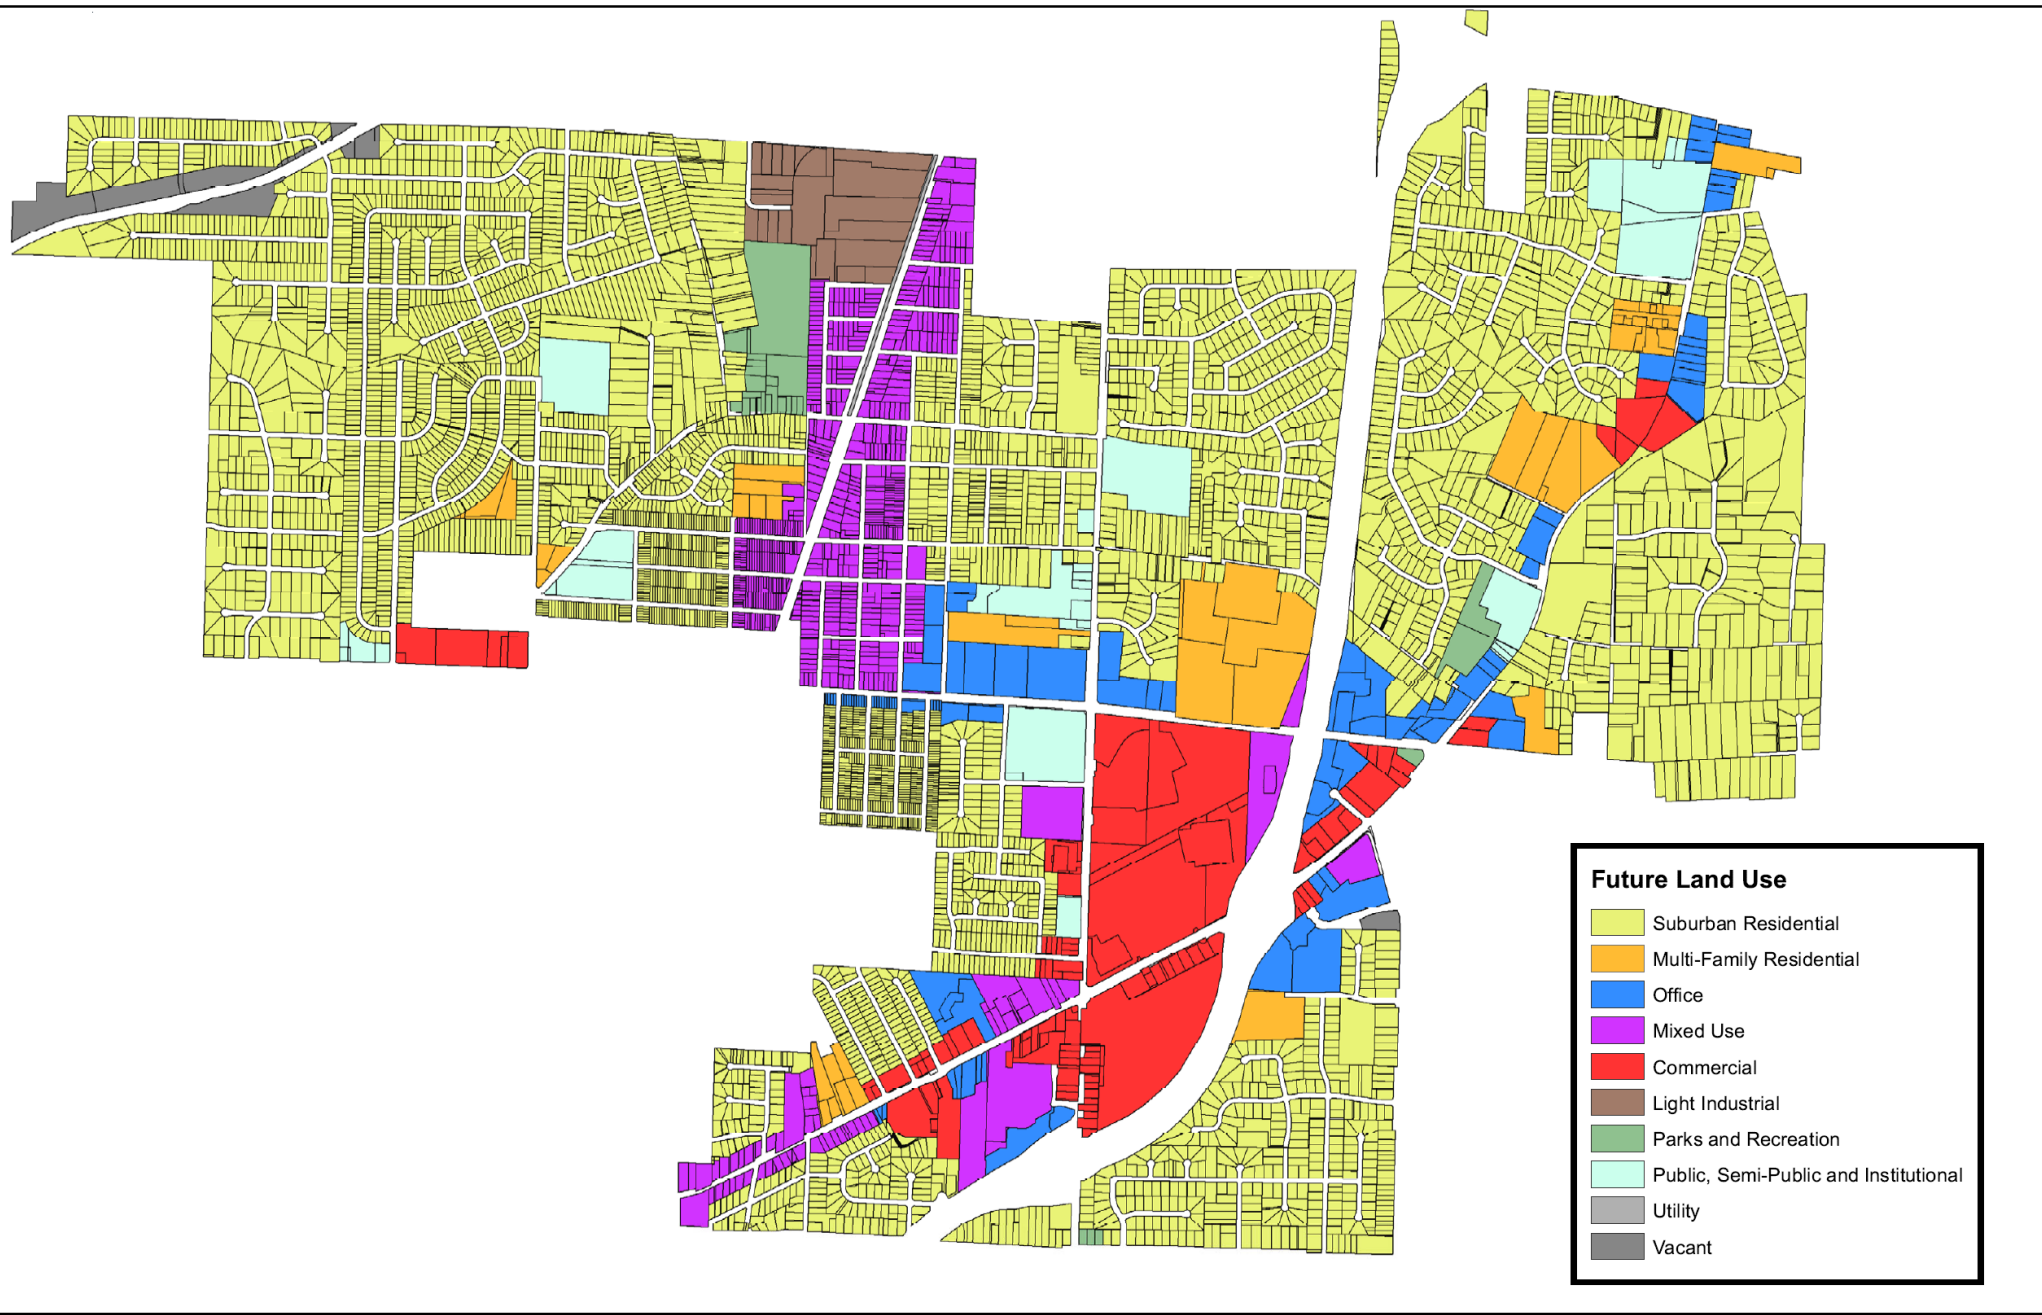 Future Land Use
Suburban Residential
Multi-Family Residential
Office
Mixed Use
Commercial
Light Industrial
Parks and Recreation
Public, Semi-Public and Institutional
Utility
Vacant